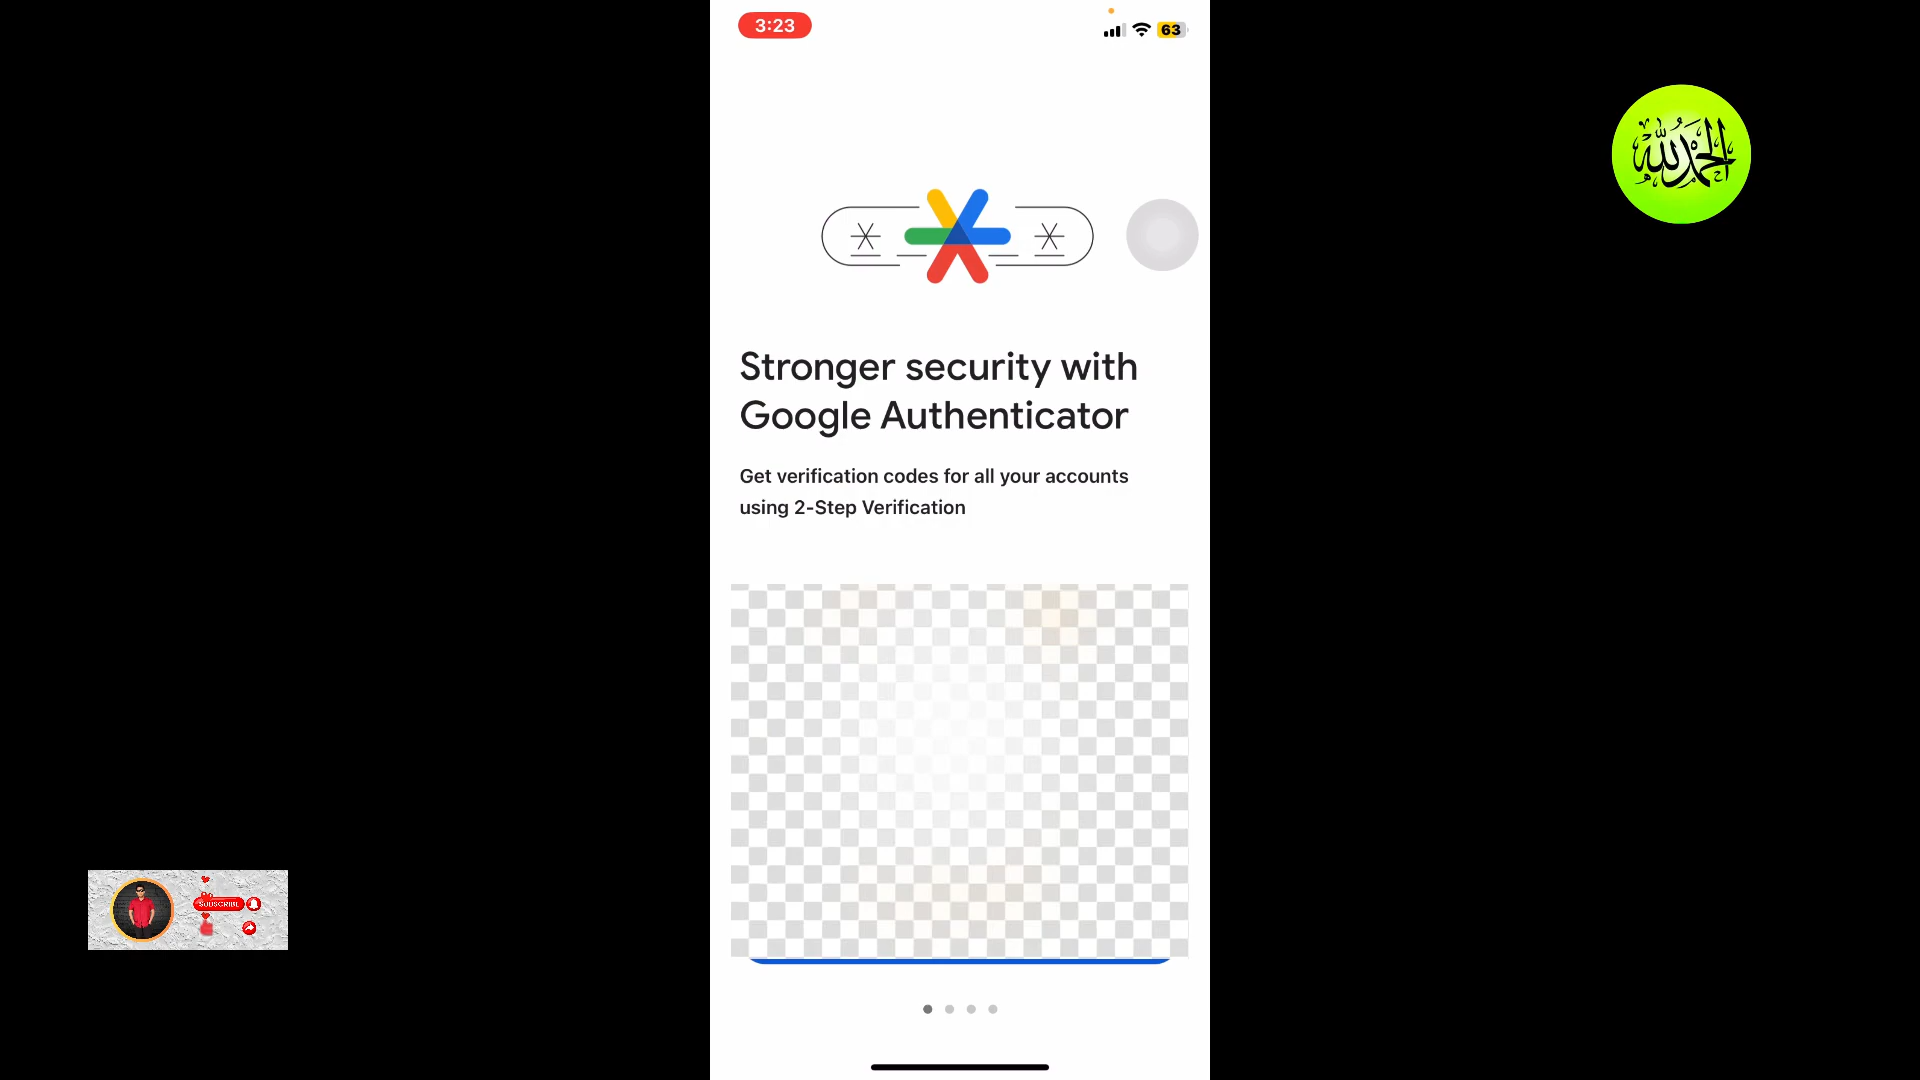 3:23
63
الحمد لله
Stronger security with
Google Authenticator
Get verification codes for all your accounts
using 2-Step Verification
SUBSCRIBE